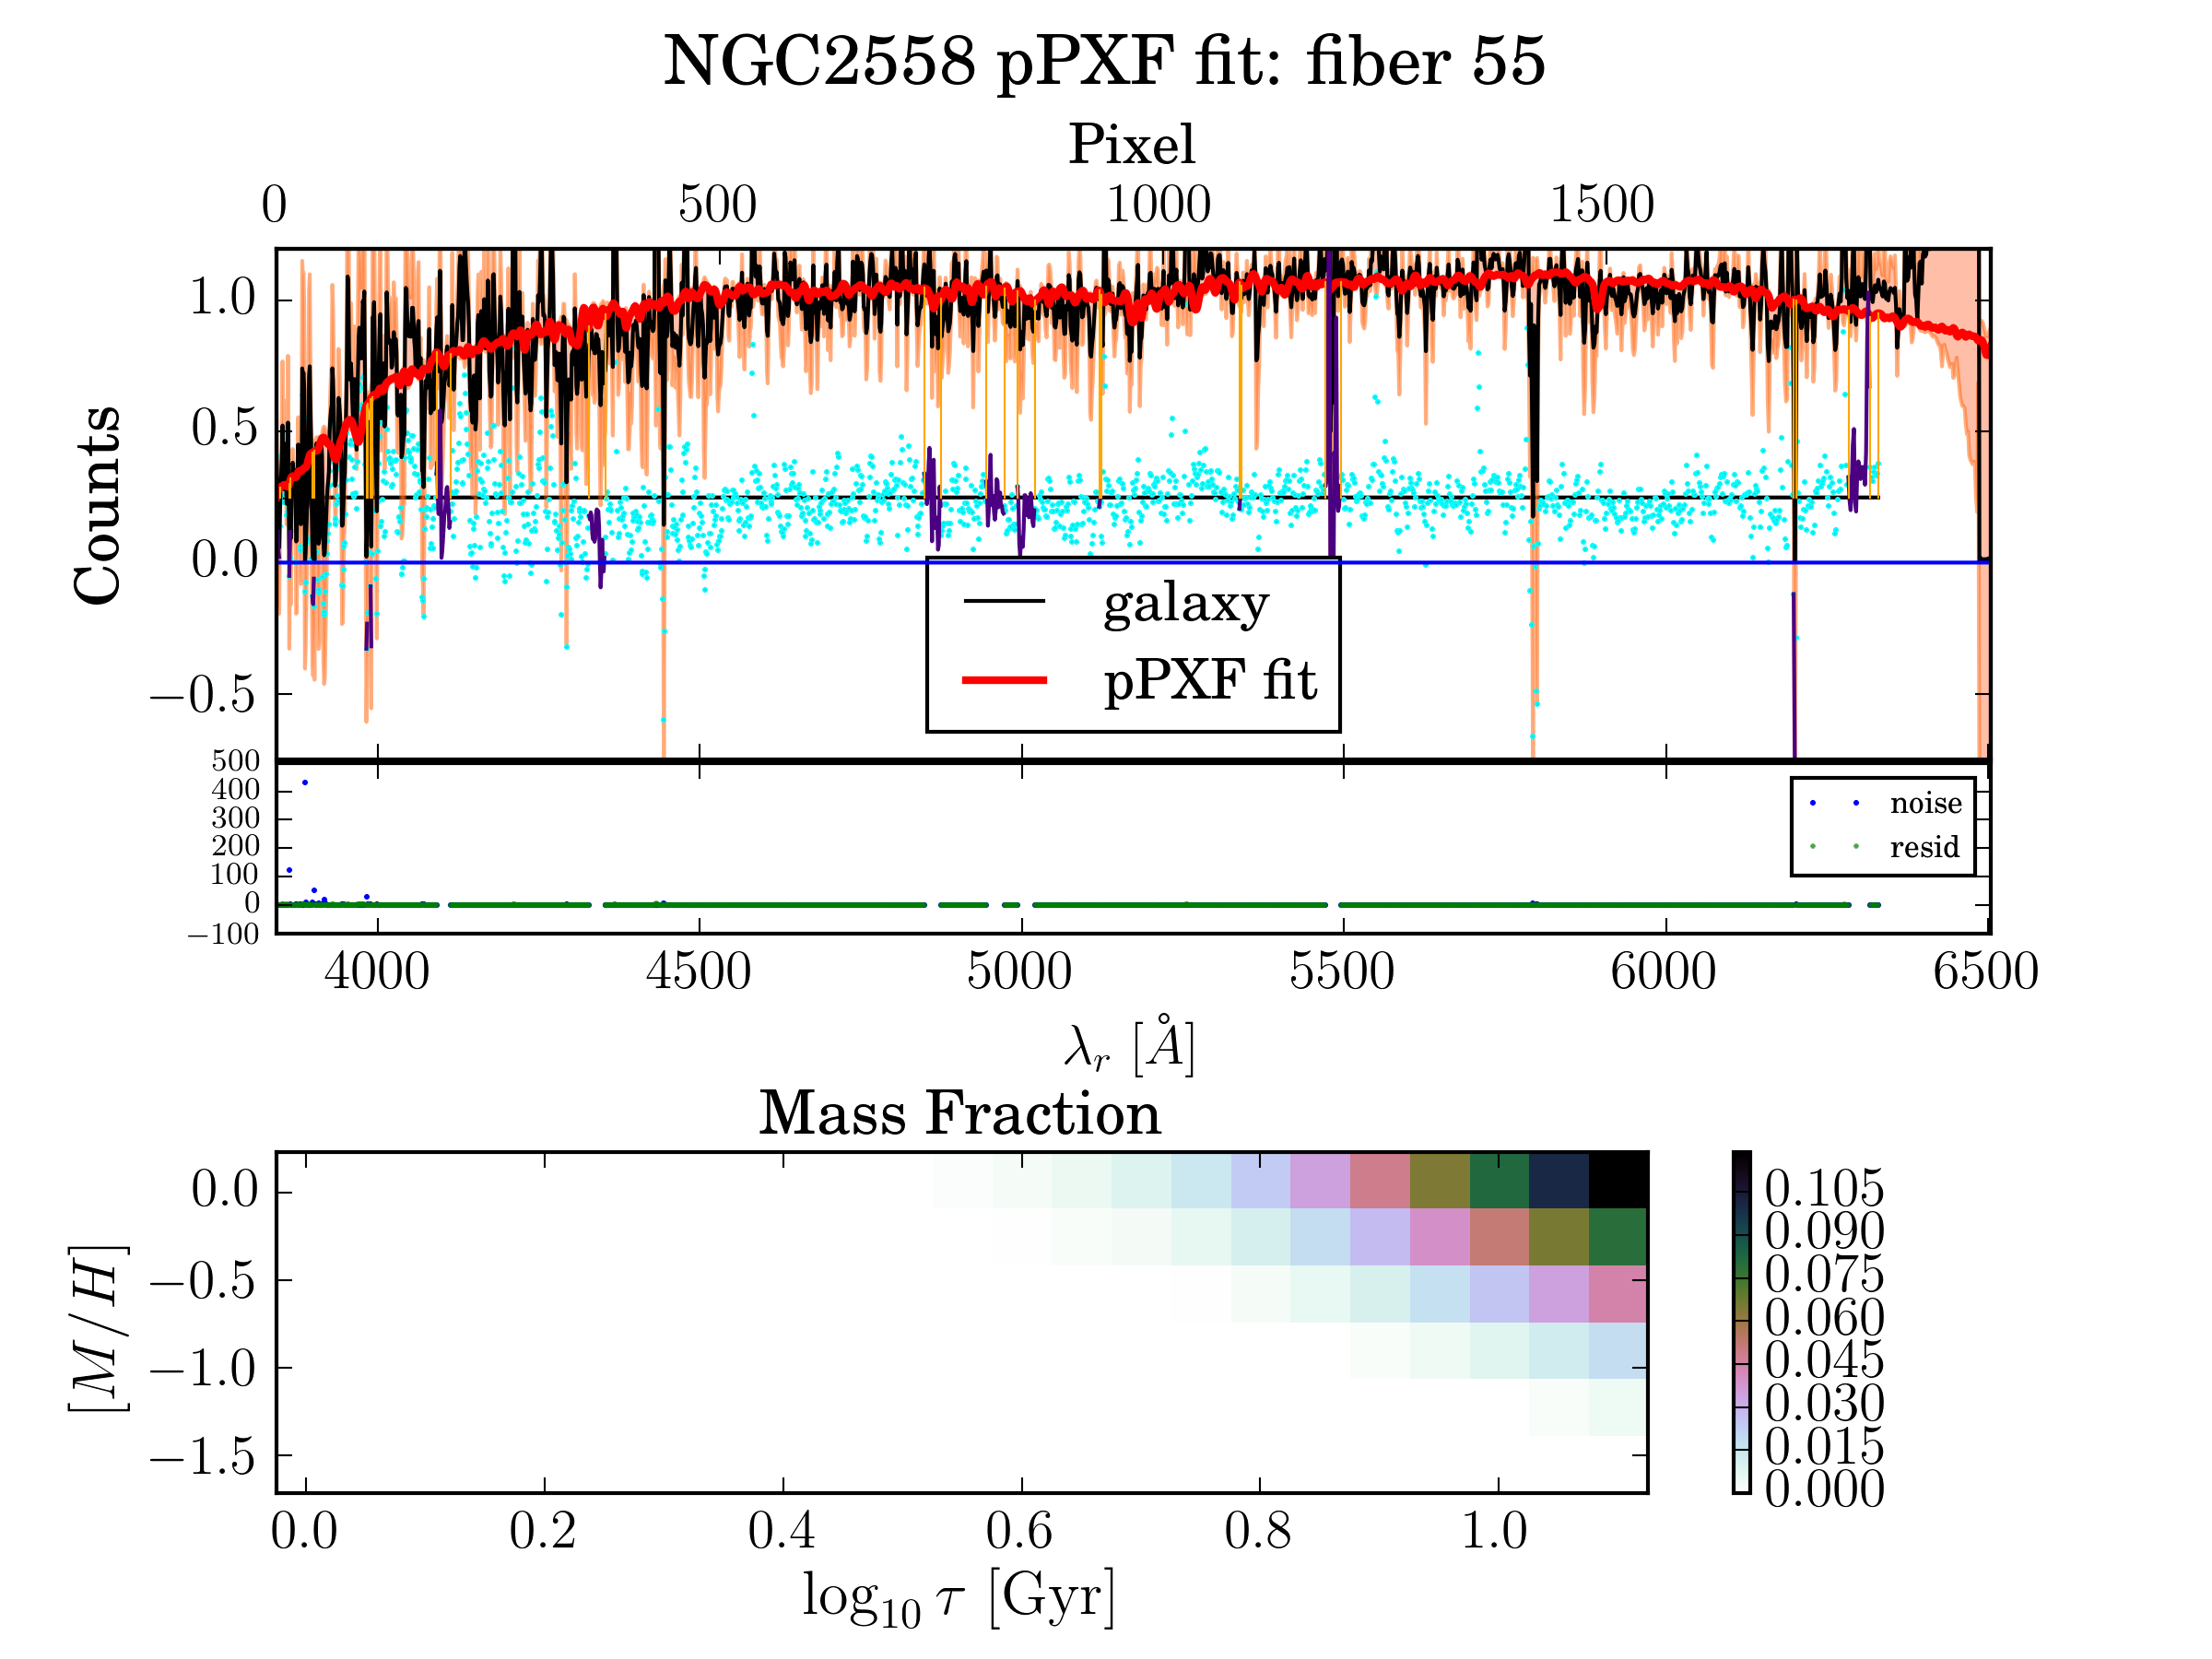 NGC2558 pPXF fit: fiber 55
Pixel
0 500 1000 1500
1.0
0.5
0.0
−0.5
Counts
galaxy
pPXF fit
500
400
300
200
100
0
−100
noise
resid
4000 4500 5000 5500 6000 6500
λr [Å]
Mass Fraction
0.0
−0.5
−1.0
−1.5
[M/H]
0.105
0.090
0.075
0.060
0.045
0.030
0.015
0.000
0.0 0.2 0.4 0.6 0.8 1.0
log10 τ [Gyr]